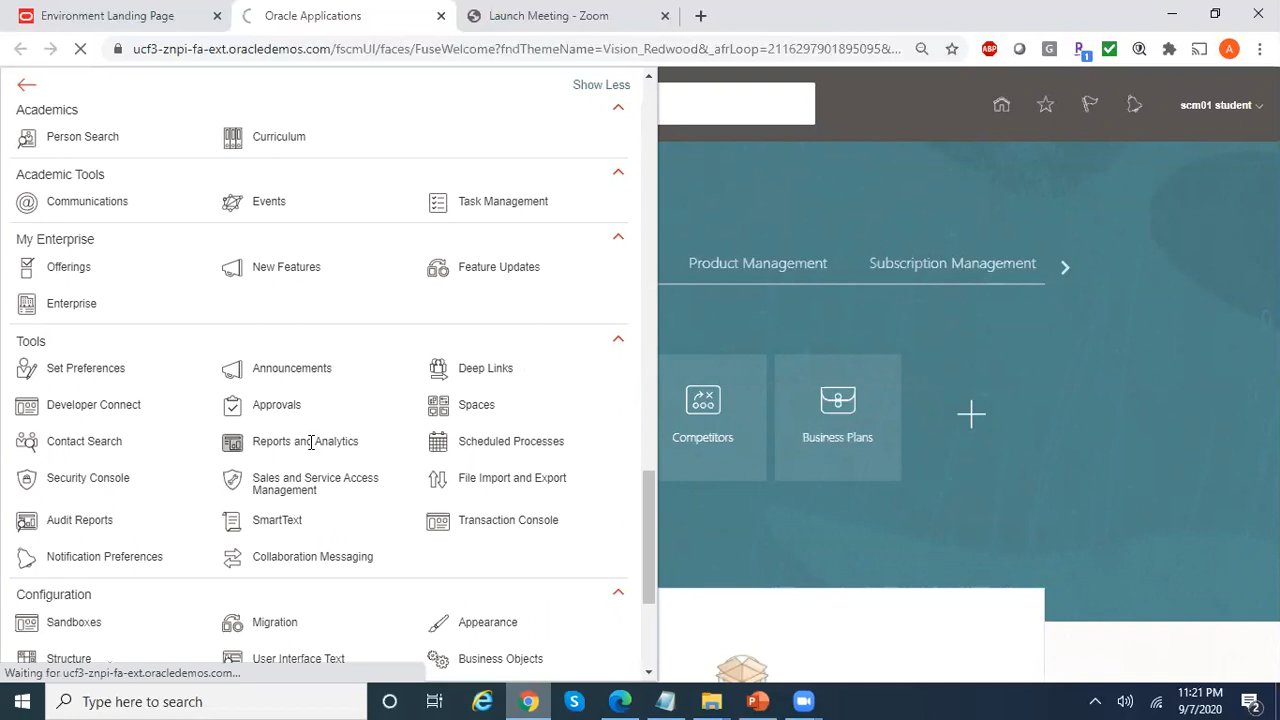 Environment Landing Page
Oracle Applications
Launch Meeting - Zoom
ucf3-znpi-fa-ext.oracledemos.com/fscmUI/faces/FuseWelcome?fndThemeName=Vision_Redwood&_afrLoop=21162979018950​95&...
ABP
G
1
A
Show Less
Academics
Person Search
Curriculum
Academic Tools
Communications
Events
Task Management
My Enterprise
Offerings
New Features
Feature Updates
Enterprise
Tools
Set Preferences
Announcements
Deep Links
Developer Connect
Approvals
Spaces
Contact Search
Reports and Analytics
Scheduled Processes
Security Console
Sales and Service Access
Management
File Import and Export
Audit Reports
SmartText
Transaction Console
Notification Preferences
Collaboration Messaging
Configuration
Sandboxes
Migration
Appearance
Structure
User Interface Text
Business Objects
Waiting for ucf3-znpi-fa-ext.oracledemos.com...
scm01 student
Product Management
Subscription Management
Competitors
Business Plans
Type here to search
11:21 PM
9/7/2020
2